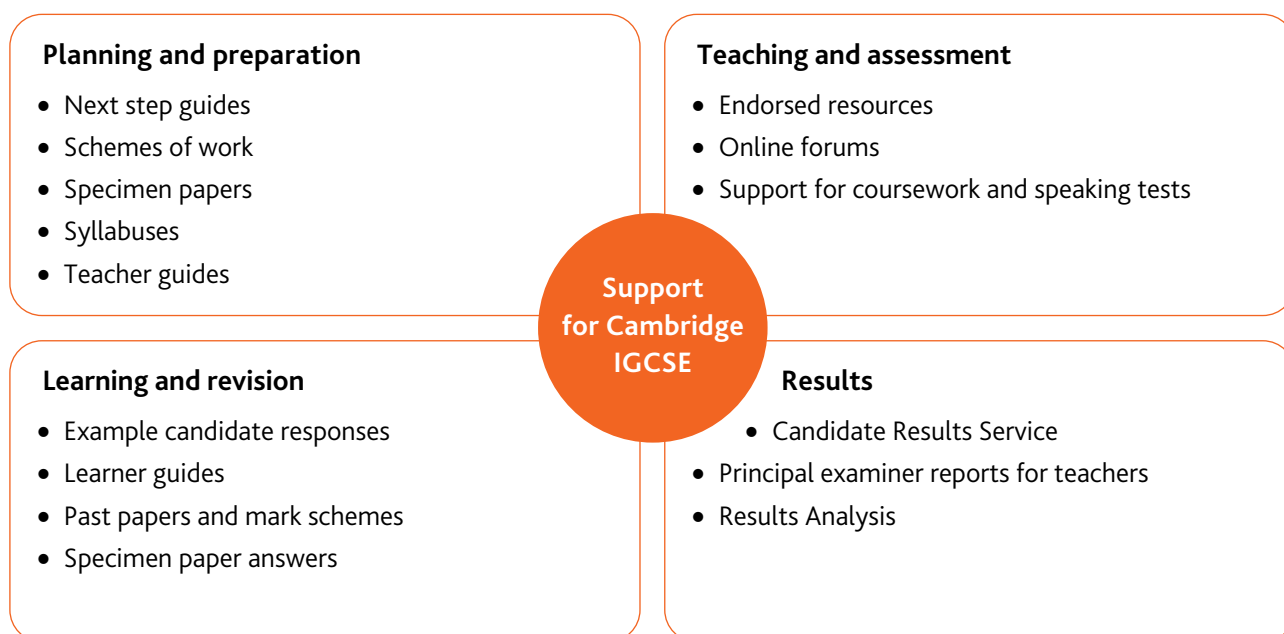 Planning and preparation
• Next step guides
• Schemes of work
• Specimen papers
• Syllabuses
• Teacher guides
Teaching and assessment
• Endorsed resources
• Online forums
• Support for coursework and speaking tests
Support
for Cambridge
IGCSE
Learning and revision
• Example candidate responses
• Learner guides
• Past papers and mark schemes
• Specimen paper answers
Results
• Candidate Results Service
• Principal examiner reports for teachers
• Results Analysis